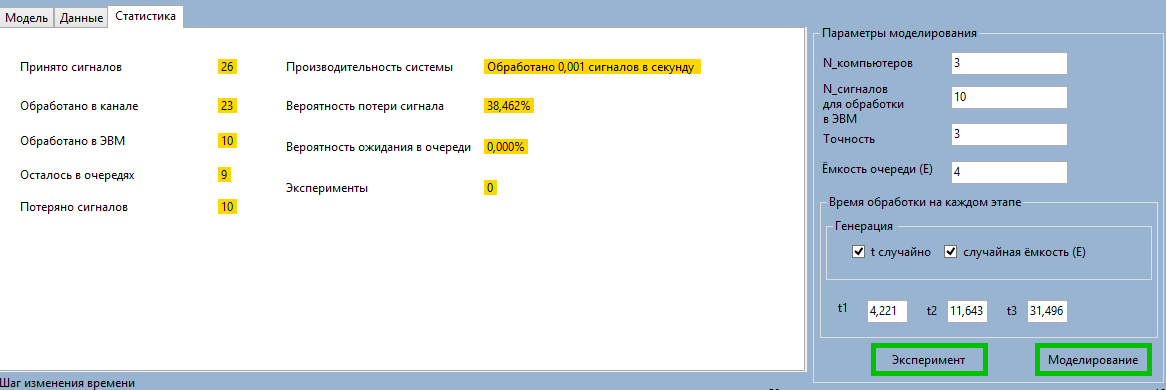 Модель Данные Статистика
Принято сигналов 26
Производительность системы Обработано 0,001 сигналов в секунду
Обработано в канале 23
Вероятность потери сигнала 38,462%
Обработано в ЭВМ 10
Вероятность ожидания в очереди 0,000%
Осталось в очередях 9
Эксперименты 0
Потеряно сигналов 10
Параметры моделирования
N_компьютеров 3
N_сигналов
для обработки
в ЭВМ
10
Точность 3
Ёмкость очереди (E) 4
Время обработки на каждом этапе
Генерация
t случайно случайная ёмкость (E)
t1 4,221 t2 11,643 t3 31,496
Эксперимент Моделирование
Шаг изменения времени